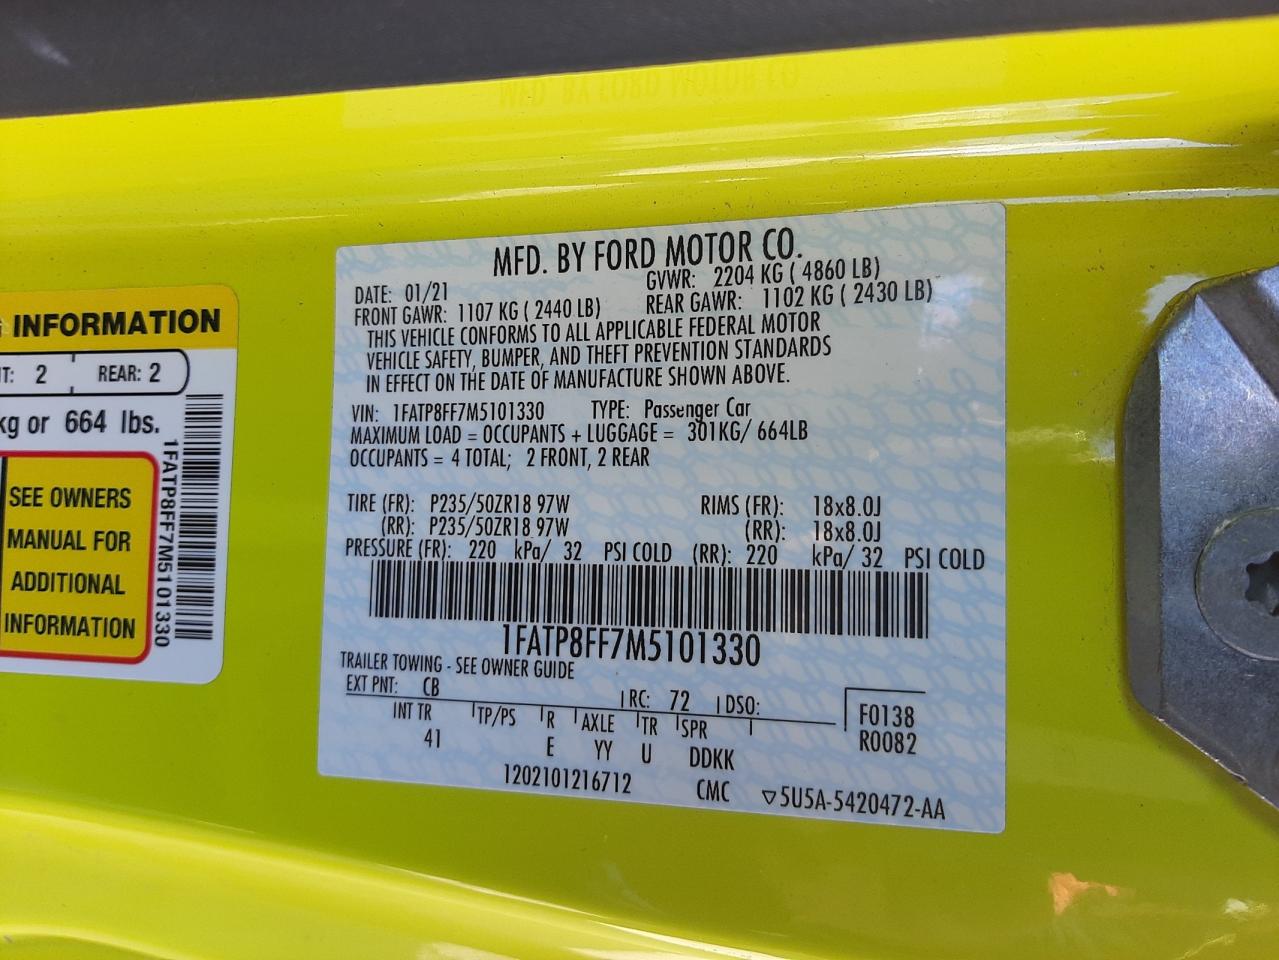 INFORMATION
T: 2 REAR: 2
kg or 664 lbs.
SEE OWNERS
MANUAL FOR
ADDITIONAL
INFORMATION
1FATP8FF7M5101330
MFD. BY FORD MOTOR CO.
DATE: 01/21 GVWR: 2204 KG ( 4860 LB)
FRONT GAWR: 1107 KG ( 2440 LB) REAR GAWR: 1102 KG ( 2430 LB)
THIS VEHICLE CONFORMS TO ALL APPLICABLE FEDERAL MOTOR
VEHICLE SAFETY, BUMPER, AND THEFT PREVENTION STANDARDS
IN EFFECT ON THE DATE OF MANUFACTURE SHOWN ABOVE.
VIN: 1FATP8FF7M5101330 TYPE: Passenger Car
MAXIMUM LOAD = OCCUPANTS + LUGGAGE = 301KG/ 664LB
OCCUPANTS = 4 TOTAL; 2 FRONT, 2 REAR
TIRE (FR): P235/50ZR18 97W RIMS (FR): 18x8.0J
(RR): P235/50ZR18 97W (RR): 18x8.0J
PRESSURE (FR): 220 kPa/ 32 PSI COLD (RR): 220 kPa/ 32 PSI COLD
1FATP8FF7M5101330
TRAILER TOWING - SEE OWNER GUIDE
EXT PNT: CB RC: 72 DSO: F0138
INT TR TP/PS R AXLE TR SPR R0082
41 E YY U DDKK
1202101216712 CMC ▽5U5A-5420472-AA